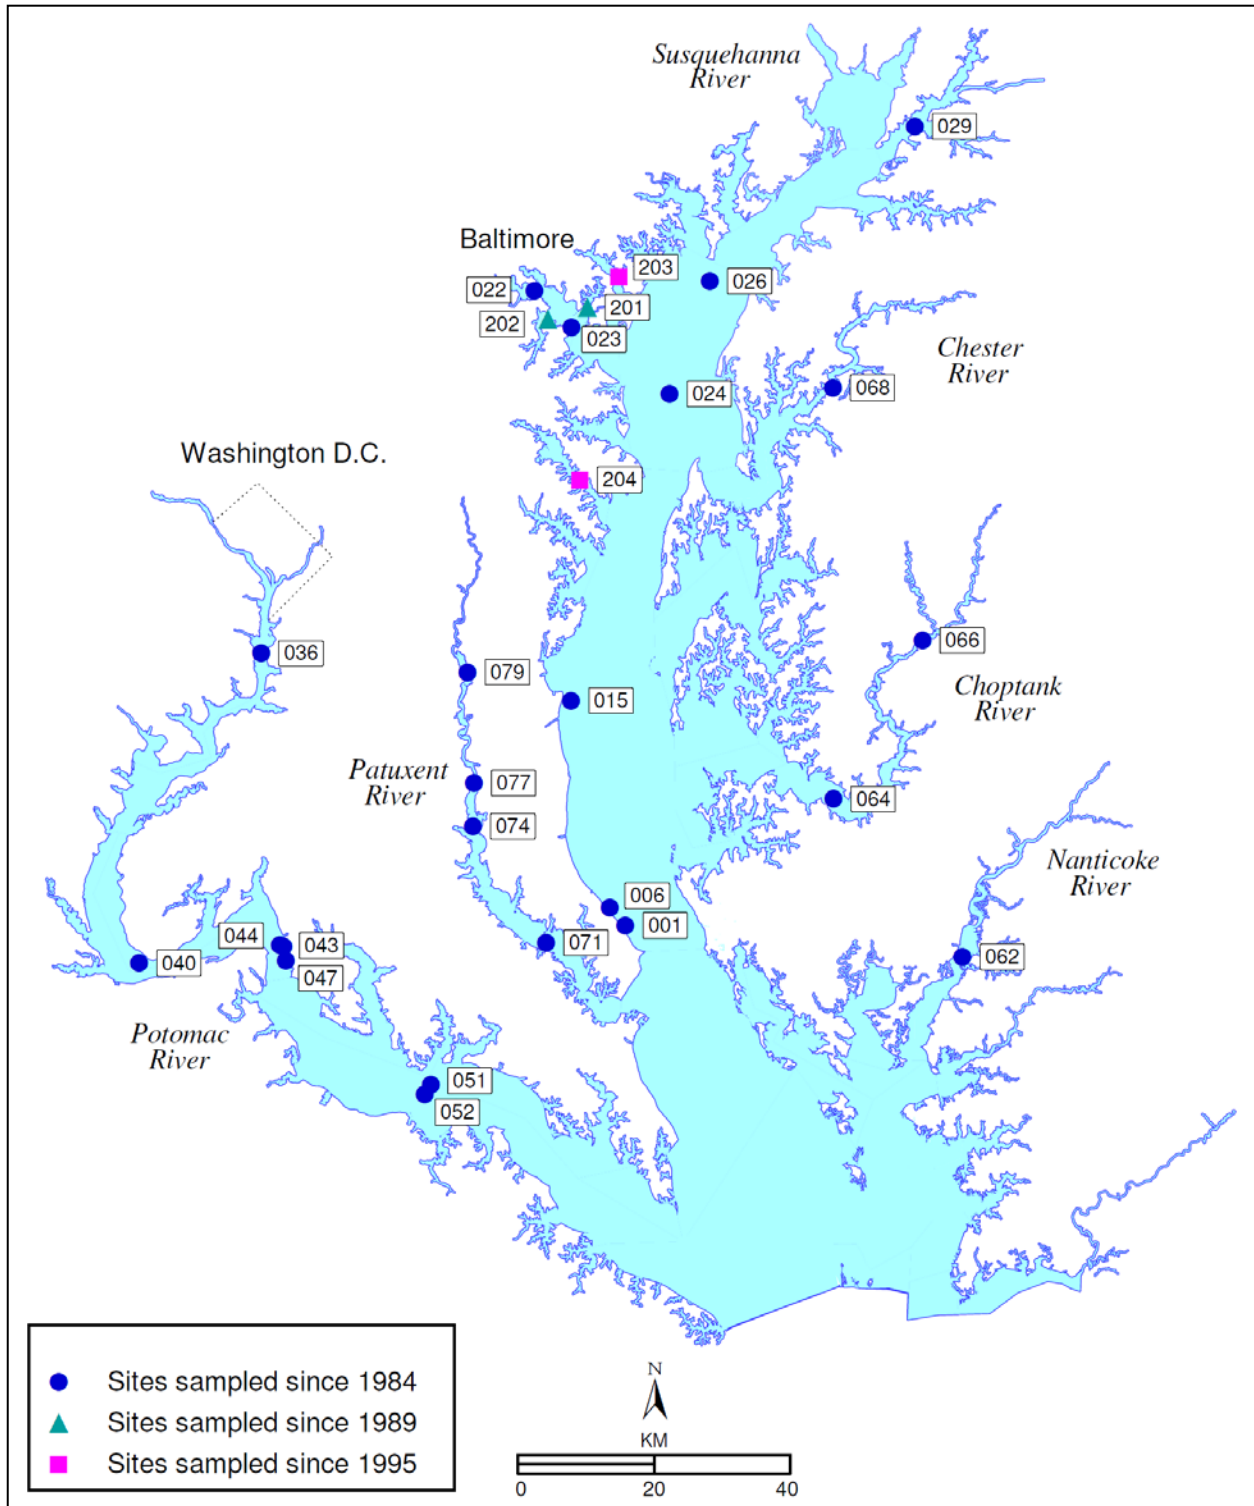 Susquehanna
River
029
Baltimore
203
026
022
201
202
023
Chester
River
068
024
Washington D.C.
204
066
036
079
Choptank
River
015
Patuxent
River
077
064
074
Nanticoke
River
006
001
044
043
071
062
040
047
Potomac
River
051
052
Sites sampled since 1984
Sites sampled since 1989
Sites sampled since 1995
N
KM
0 20 40